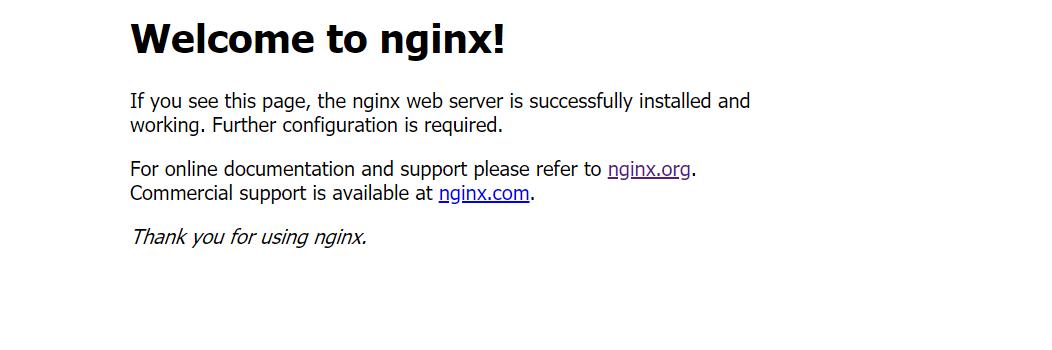 Welcome to nginx!
If you see this page, the nginx web server is successfully installed and
working. Further configuration is required.
For online documentation and support please refer to nginx.org.
Commercial support is available at nginx.com.
Thank you for using nginx.